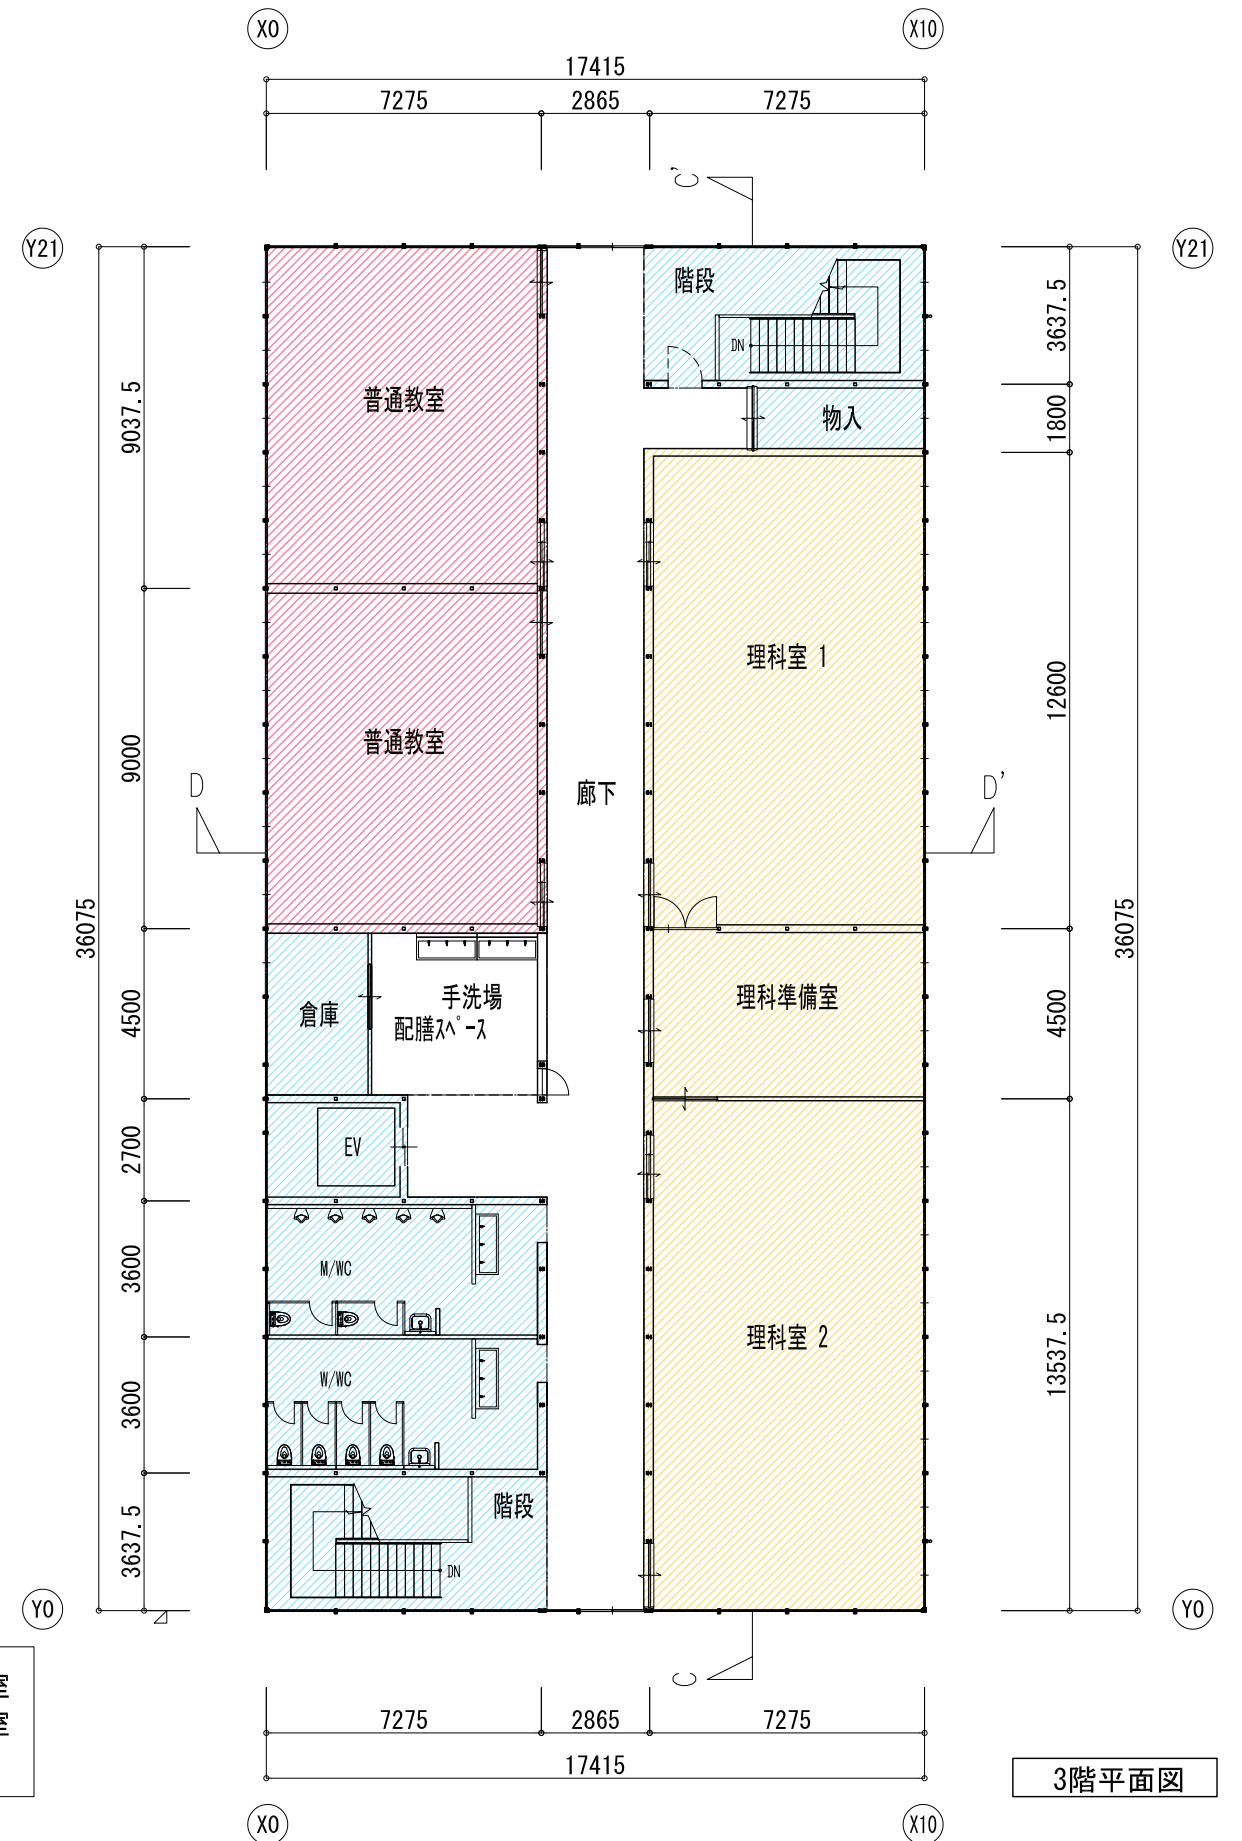 X0
X10
17415
7275
2865
7275
C'
Y21
Y21
階段
DN
3637.5
9037.5
普通教室
物入
1800
理科室 1
12600
普通教室
9000
廊下
D
D'
36075
36075
手洗場
配膳スペース
倉庫
理科準備室
4500
4500
EV
2700
M/WC
3600
理科室 2
13537.5
W/WC
3600
階段
DN
3637.5
Y0
Y0
C
7275
2865
7275
17415
3階平面図
X0
X10